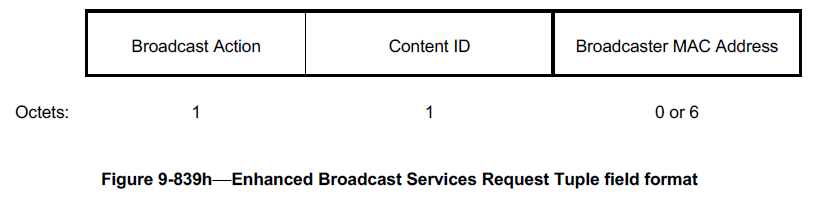 Broadcast Action Content ID Broadcaster MAC Address
Octets: 1 1 0 or 6
Figure 9-839h—Enhanced Broadcast Services Request Tuple field format